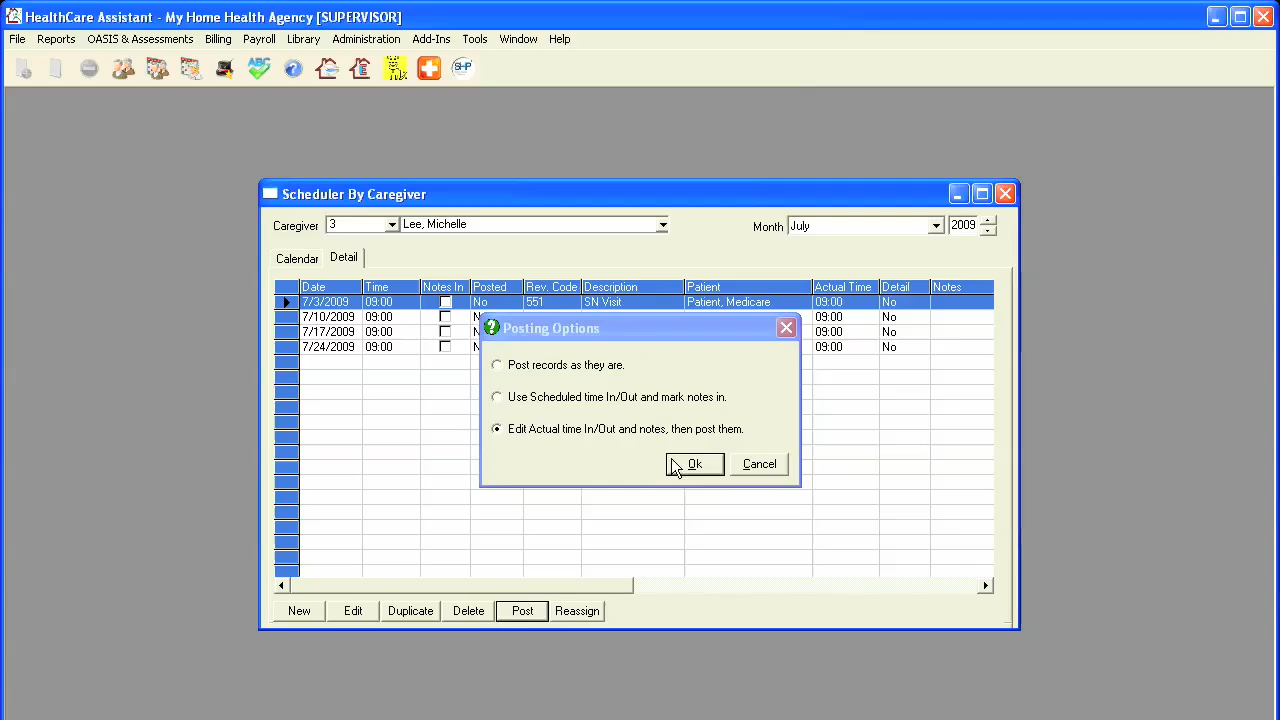 HealthCare Assistant - My Home Health Agency [SUPERVISOR]
File Reports OASIS & Assessments Billing Payroll Library Administration Add-Ins Tools Window Help
ABC ? E SHP
Scheduler By Caregiver
Caregiver 3 Lee, Michelle Month July 2009
Calendar Detail
Date Time Notes In Posted Rev. Code Description Patient Actual Time Detail Notes
7/3/2009 09:00 No 551 SN Visit Patient, Medicare 09:00 No
7/10/2009 09:00 N 09:00 No
7/17/2009 09:00 N 09:00 No
7/24/2009 09:00 N 09:00 No
? Posting Options
Post records as they are.
Use Scheduled time In/Out and mark notes in.
Edit Actual time In/Out and notes, then post them.
Ok Cancel
New Edit Duplicate Delete Post Reassign